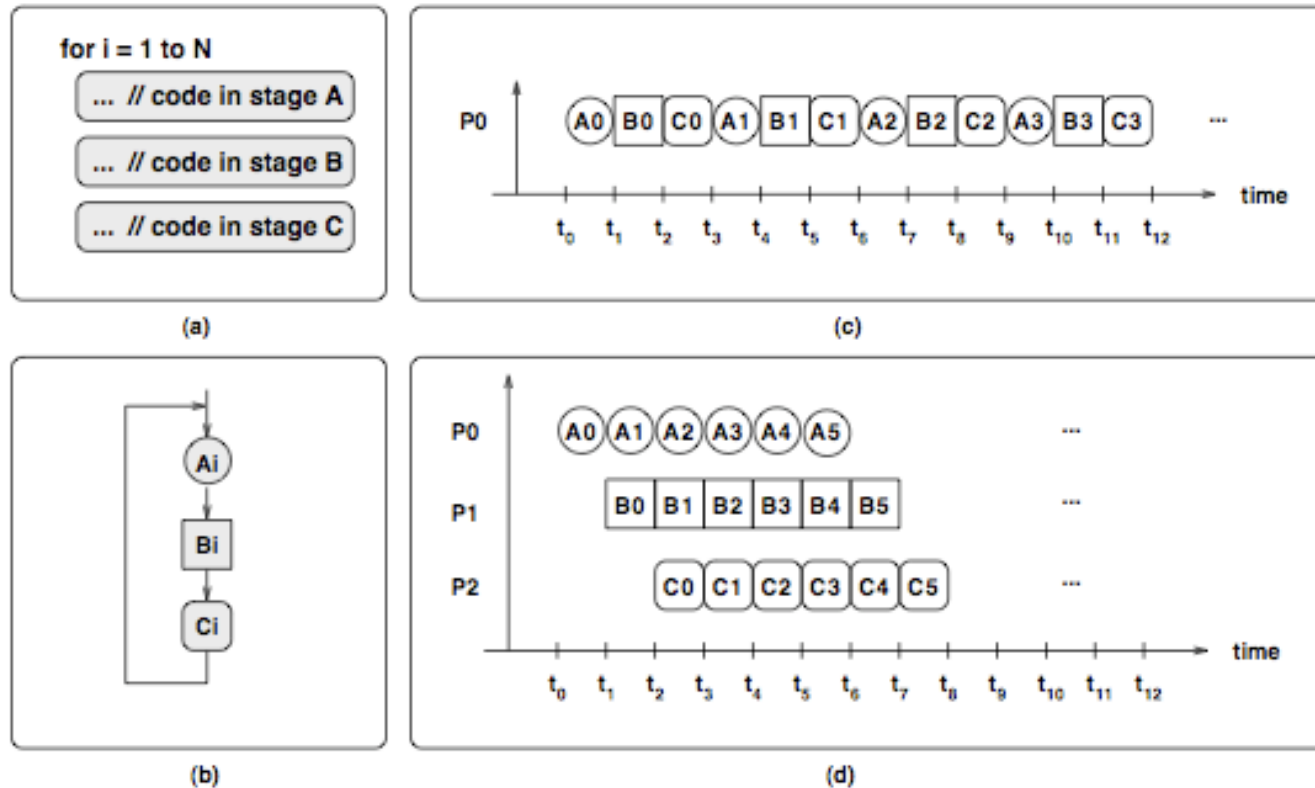 for i = 1 to N
... // code in stage A
... // code in stage B
... // code in stage C
(a)
P0 A0 B0 C0 A1 B1 C1 A2 B2 C2 A3 B3 C3 ...
time
t0 t1 t2 t3 t4 t5 t6 t7 t8 t9 t10 t11 t12
(c)
Ai
Bi
Ci
(b)
P0 A0 A1 A2 A3 A4 A5 ...
P1 B0 B1 B2 B3 B4 B5 ...
P2 C0 C1 C2 C3 C4 C5 ...
time
t0 t1 t2 t3 t4 t5 t6 t7 t8 t9 t10 t11 t12
(d)